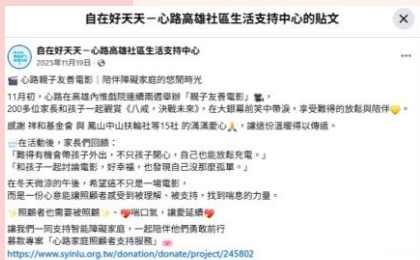 自在好天天－心路高雄社區生活支持中心的貼文
自在好天天－心路高雄社區生活支持中心
2025年11月19日
🎬 心路親子友善電影｜陪伴障礙家庭的悠閒時光
11月初，心路在高雄內惟戲院連續兩週舉辦「親子友善電影」📽️，
200多位家長和孩子一起觀賞《八戒，決戰未來》，在大銀幕前笑中帶淚，享受難得的放鬆與陪伴💛。
感謝 祥和基金會 與 鳳山中山扶輪社等15社 的滿滿愛心🙏，讓這份溫暖得以傳遞。
在活動後，家長們回饋：
「難得有機會帶孩子外出，不只孩子開心，自己也能放鬆充電。」
「和孩子一起討論電影，好幸福，也發現自己沒那麼孤單。」
在冬天微涼的午後，希望這不只是一場電影，
而是一份心意能讓照顧者感受到被理解、被支持，找到喘息的力量。
✨照顧者也需要被照顧✨、❤️喘口氣，讓愛延續❤️
讓我們一同支持智能障礙家庭，一起陪伴他們勇敢前行
募款專案「心路家庭照顧者支持服務」
https://www.syinlu.org.tw/donation/donate/project/245802